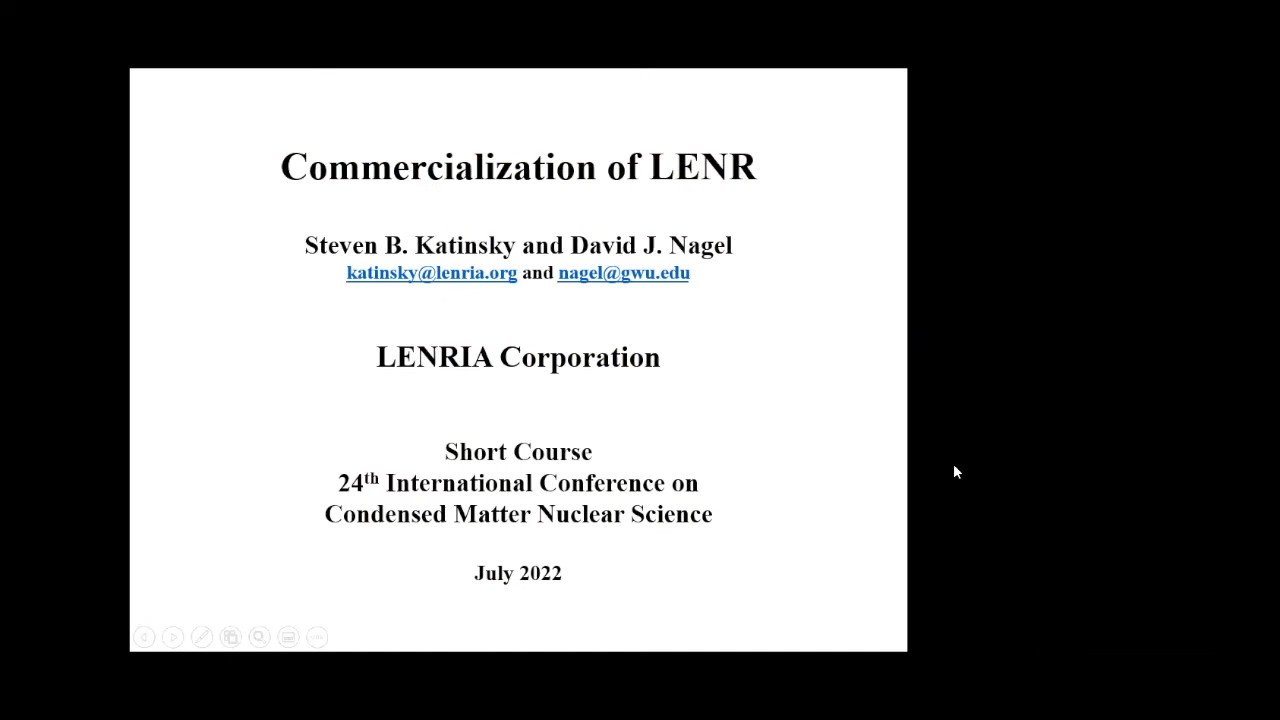 Commercialization of LENR
Steven B. Katinsky and David J. Nagel
katinsky@lenria.org and nagel@gwu.edu
LENRIA Corporation
Short Course
24th International Conference on
Condensed Matter Nuclear Science
July 2022